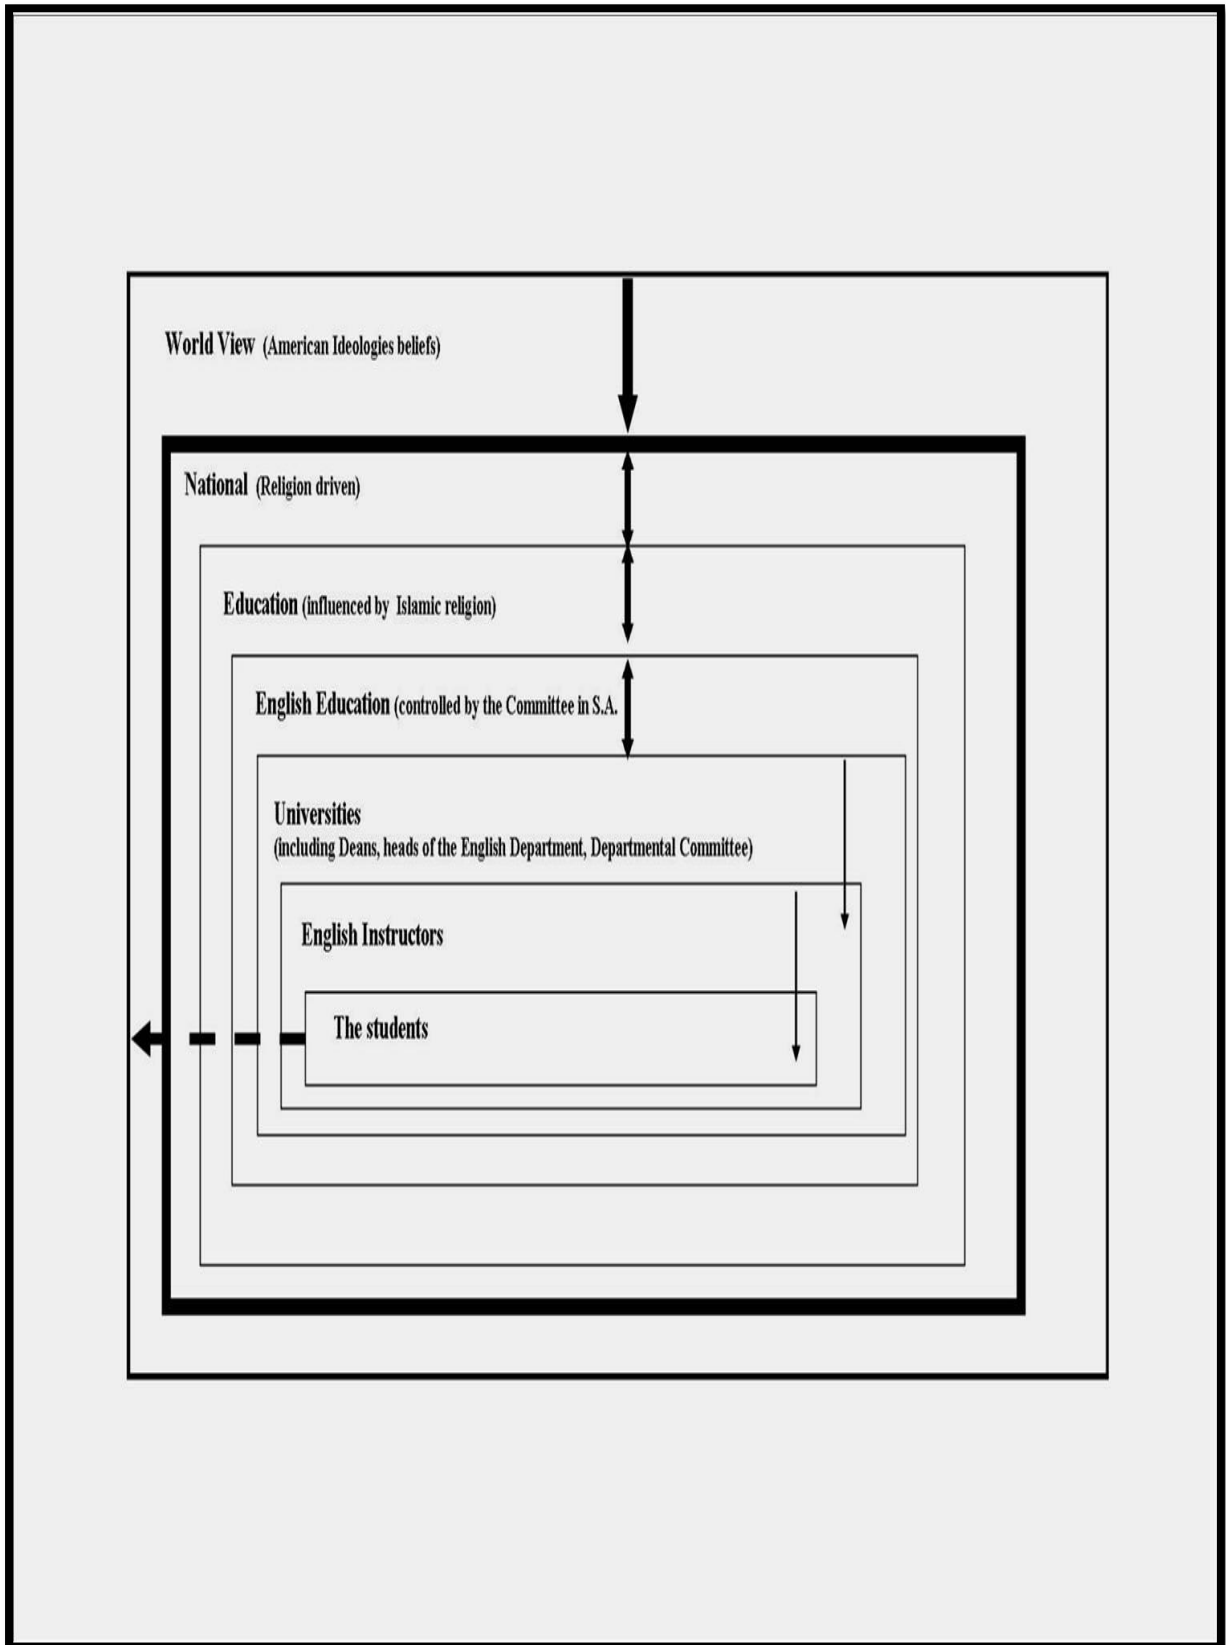 World View (American Ideologies beliefs)
National (Religion driven)
Education (influenced by Islamic religion)
English Education (controlled by the Committee in S.A.
Universities
(including Deans, heads of the English Department, Departmental Committee)
English Instructors
The students